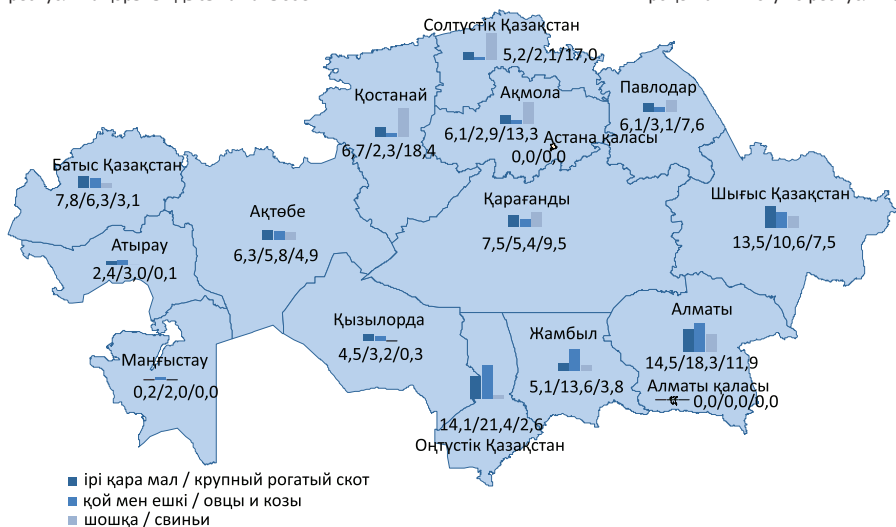 Солтүстік Қазақстан
5,2/2,1/17,0
Қостанай
6,7/2,3/18,4
Ақмола
6,1/2,9/13,3
Павлодар
6,1/3,1/7,6
Астана қаласы
0,0/0,0
Батыс Қазақстан
7,8/6,3/3,1
Ақтөбе
6,3/5,8/4,9
Қарағанды
7,5/5,4/9,5
Шығыс Қазақстан
13,5/10,6/7,5
Атырау
2,4/3,0/0,1
Қызылорда
4,5/3,2/0,3
Жамбыл
5,1/13,6/3,8
Алматы
14,5/18,3/11,9
Маңғыстау
0,2/2,0/0,0
Алматы қаласы
0,0/0,0/0,0
14,1/21,4/2,6
Оңтүстік Қазақстан
ірі қара мал / крупный рогатый скот
қой мен ешкі / овцы и козы
шошқа / свиньи